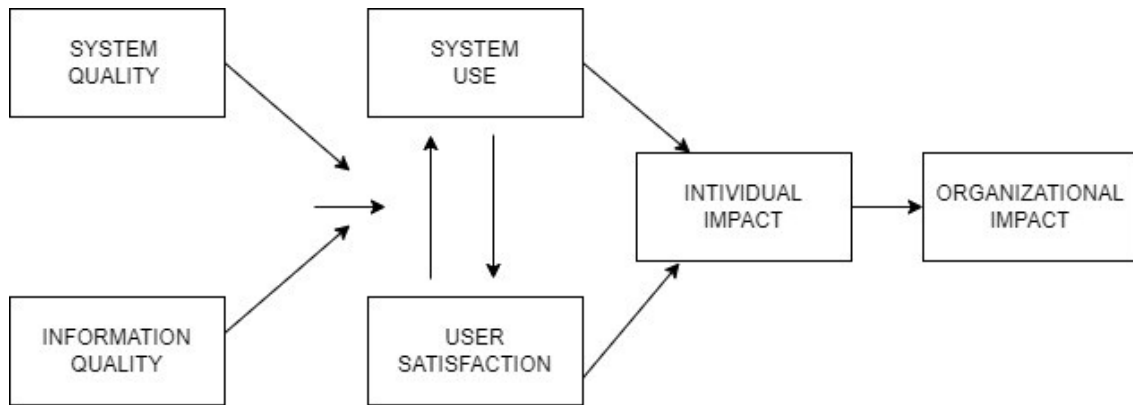 SYSTEM
QUALITY
SYSTEM
USE
INTIVIDUAL
IMPACT
ORGANIZATIONAL
IMPACT
INFORMATION
QUALITY
USER
SATISFACTION